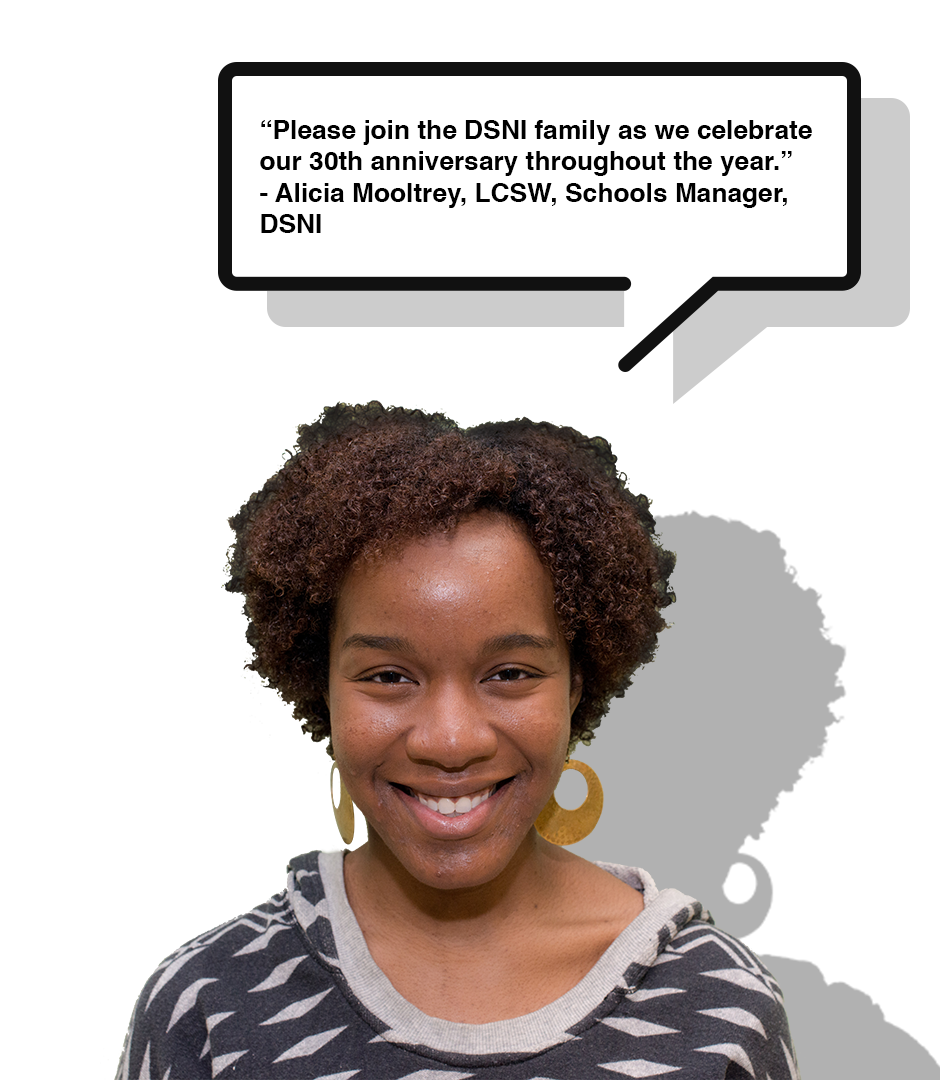 “Please join the DSNI family as we celebrate
our 30th anniversary throughout the year.”
- Alicia Mooltrey, LCSW, Schools Manager,
DSNI